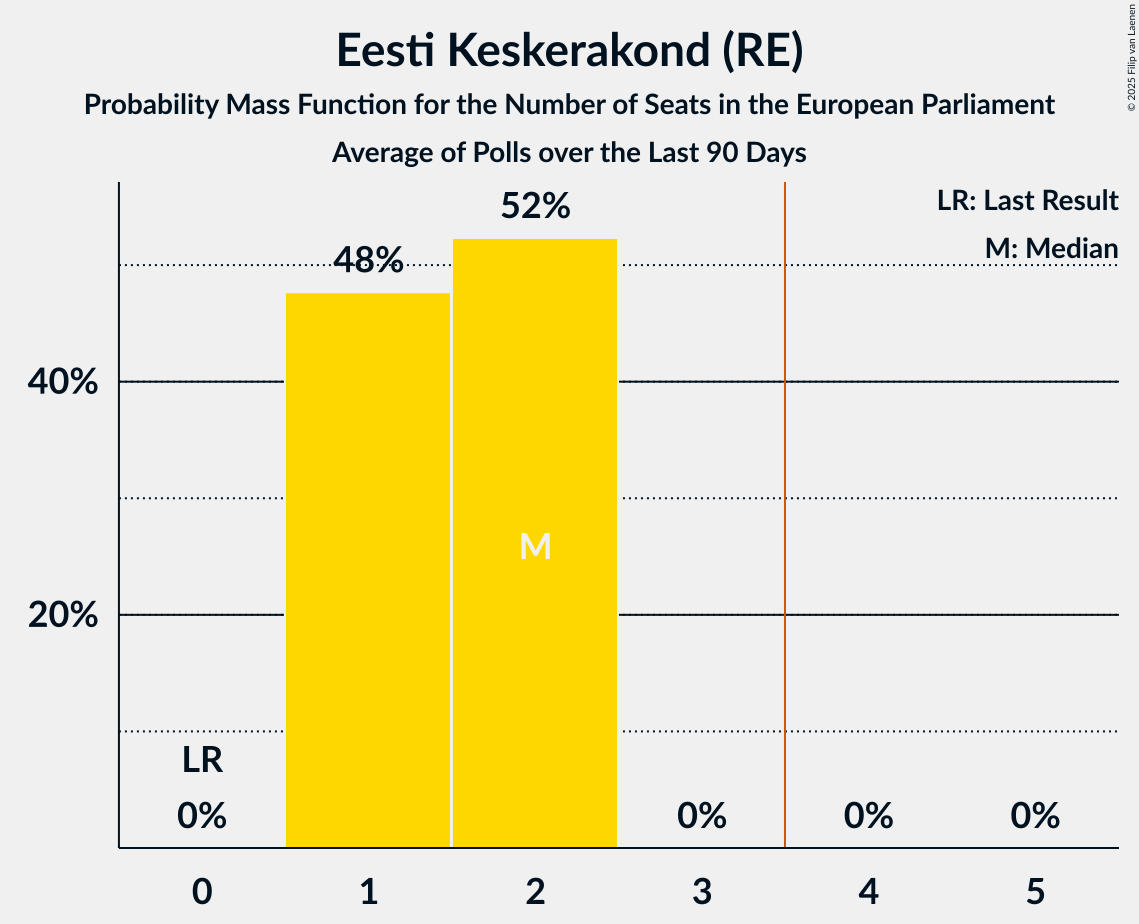 Eesti Keskerakond (RE)
Probability Mass Function for the Number of Seats in the European Parliament
Average of Polls over the Last 90 Days
© 2025 Filip van Laenen
LR: Last Result
M: Median
52%
48%
40%
M
20%
LR
0%
0%
0%
0%
0 1 2 3 4 5